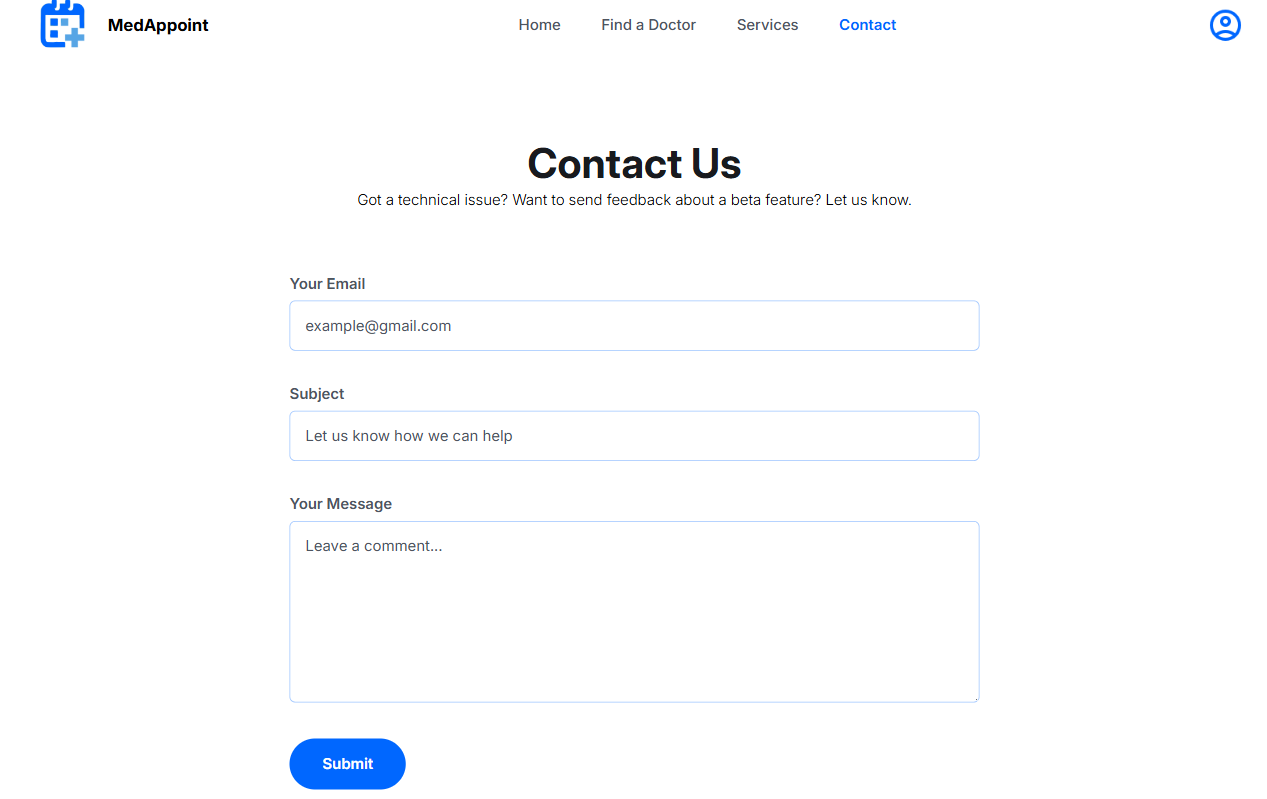 MedAppoint
Home
Find a Doctor
Services
Contact
Contact Us
Got a technical issue? Want to send feedback about a beta feature? Let us know.
Your Email
example@gmail.com
Subject
Let us know how we can help
Your Message
Leave a comment...
Submit